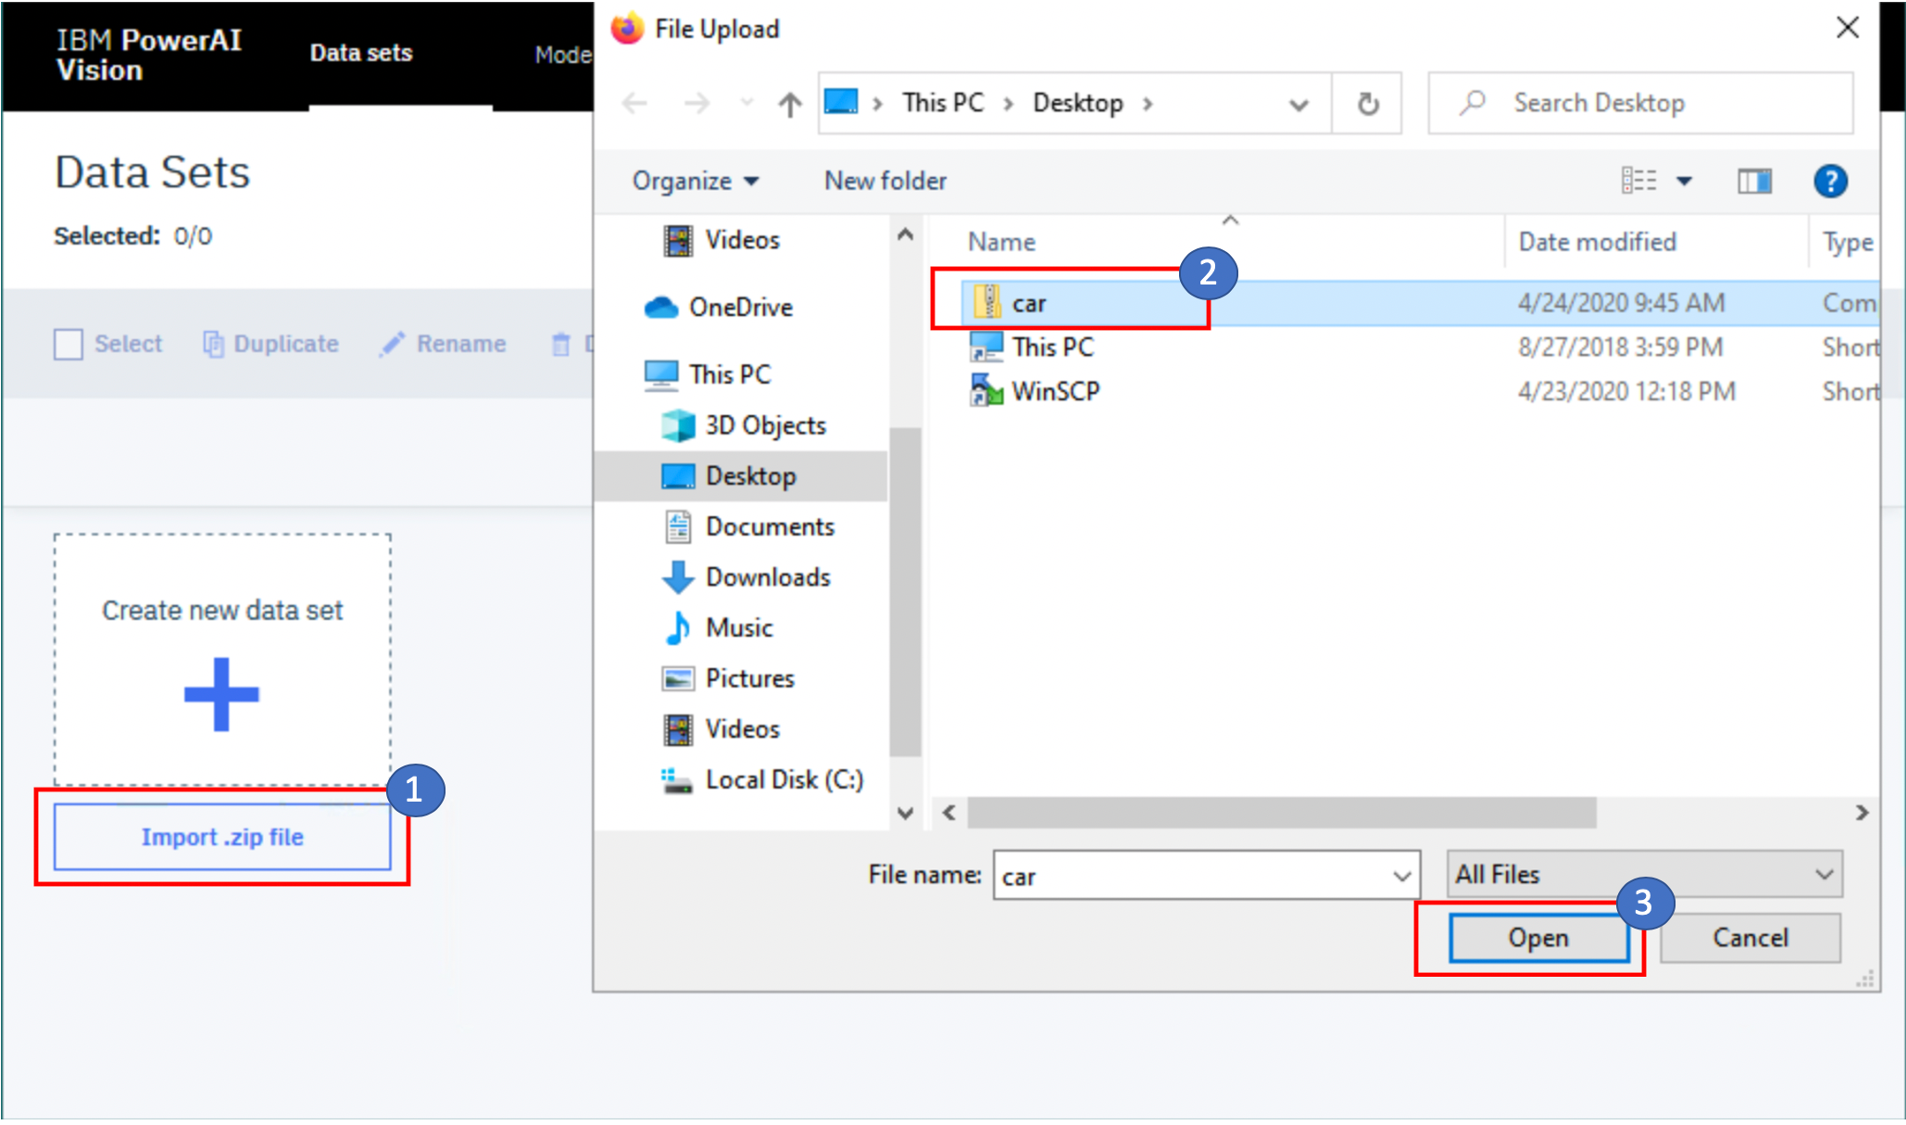 IBM PowerAI
Vision
Data sets
Mode
Data Sets
Selected: 0/0
Select
Duplicate
Rename
D
Create new data set
1
Import .zip file
File Upload
This PC > Desktop >
Search Desktop
Organize
New folder
?
Videos
OneDrive
This PC
3D Objects
Desktop
Documents
Downloads
Music
Pictures
Videos
Local Disk (C:)
Name Date modified Type
2
car 4/24/2020 9:45 AM Com
This PC 8/27/2018 3:59 PM Short
WinSCP 4/23/2020 12:18 PM Short
File name: car
All Files
3
Open
Cancel